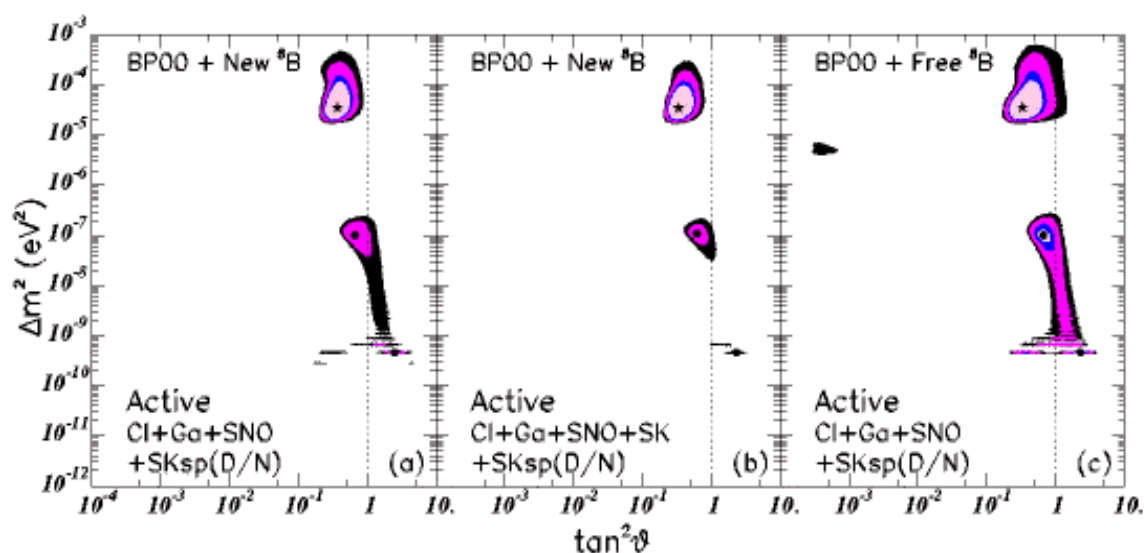 BP00 + New ⁸B
BP00 + New ⁸B
BP00 + Free ⁸B
10⁻³
10⁻⁴
10⁻⁵
10⁻⁶
10⁻⁷
10⁻⁸
10⁻⁹
10⁻¹⁰
10⁻¹¹
10⁻¹²
Δm² (eV²)
Active
Cl+Ga+SNO
+SKsp(D/N)
(a)
Active
Cl+Ga+SNO+SK
+SKsp(D/N)
(b)
Active
Cl+Ga+SNO
+SKsp(D/N)
(c)
10⁻⁴ 10⁻³ 10⁻² 10⁻¹ 1 10. 10⁻³ 10⁻² 10⁻¹ 1 10. 10⁻³ 10⁻² 10⁻¹ 1 10.
tan²ϑ